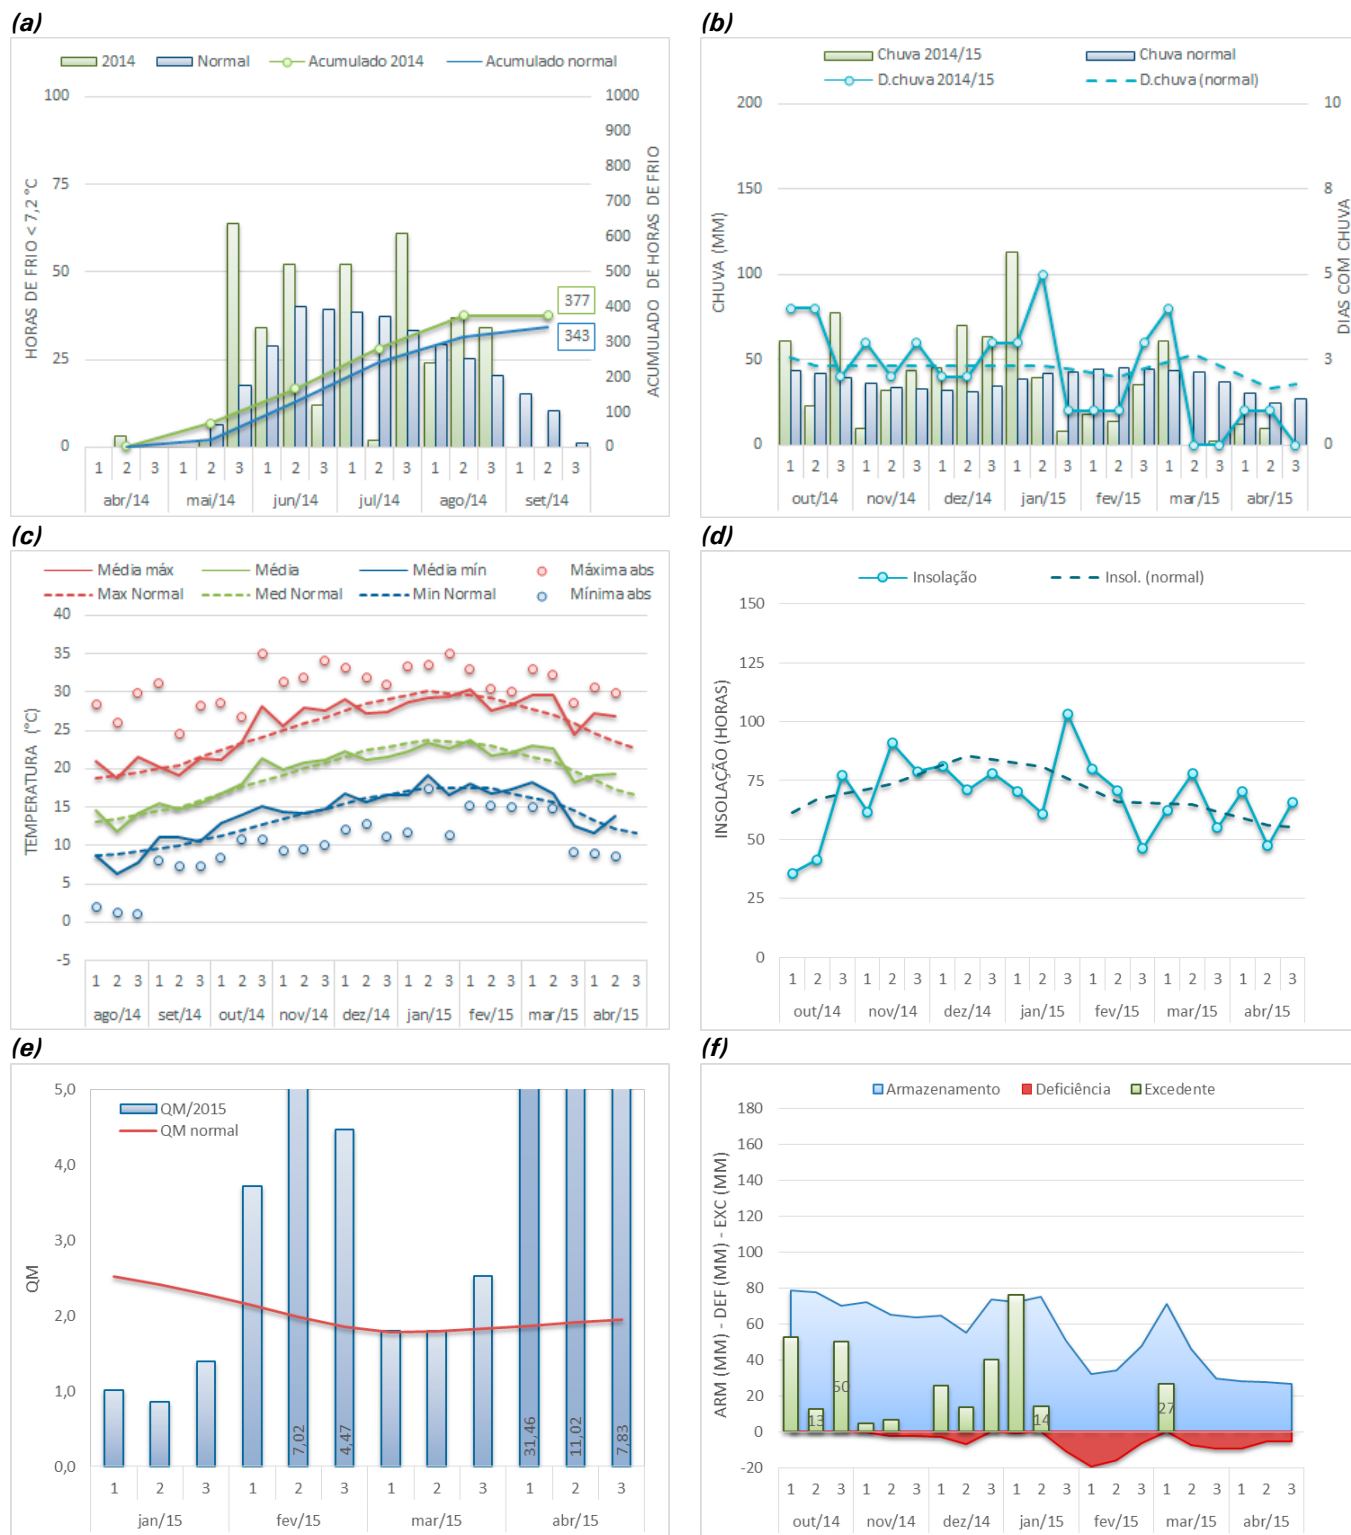 (a)
2014 Normal Acumulado 2014 Acumulado normal
HORAS DE FRIO < 7,2 °C
100
75
50
25
0
1000
900
800
700
600
500
400
300
200
100
0
ACUMULADO DE HORAS DE FRIO
377
343
1 2 3 1 2 3 1 2 3 1 2 3 1 2 3 1 2 3
abr/14 mai/14 jun/14 jul/14 ago/14 set/14
(b)
Chuva 2014/15 Chuva normal
D.chuva 2014/15 D.chuva (normal)
CHUVA (MM)
200
150
100
50
0
10
8
5
3
0
DIAS COM CHUVA
1 2 3 1 2 3 1 2 3 1 2 3 1 2 3 1 2 3 1 2 3
out/14 nov/14 dez/14 jan/15 fev/15 mar/15 abr/15
(c)
Média máx Média Média mín Máxima abs
Max Normal Med Normal Min Normal Mínima abs
TEMPERATURA (°C)
40
35
30
25
20
15
10
5
0
-5
1 2 3 1 2 3 1 2 3 1 2 3 1 2 3 1 2 3 1 2 3 1 2 3 1 2 3
ago/14 set/14 out/14 nov/14 dez/14 jan/15 fev/15 mar/15 abr/15
(d)
Insolação Insol. (normal)
INSOLAÇÃO (HORAS)
150
125
100
75
50
25
0
1 2 3 1 2 3 1 2 3 1 2 3 1 2 3 1 2 3 1 2 3
out/14 nov/14 dez/14 jan/15 fev/15 mar/15 abr/15
(e)
QM/2015
QM normal
QM
5,0
4,0
3,0
2,0
1,0
0,0
7,02 4,47 31,46 11,02 7,83
1 2 3 1 2 3 1 2 3 1 2 3
jan/15 fev/15 mar/15 abr/15
(f)
Armazenamento Deficiência Excedente
ARM (MM) - DEF (MM) - EXC (MM)
180
160
140
120
100
80
60
40
20
0
-20
13 50 14 27
1 2 3 1 2 3 1 2 3 1 2 3 1 2 3 1 2 3 1 2 3
out/14 nov/14 dez/14 jan/15 fev/15 mar/15 abr/15